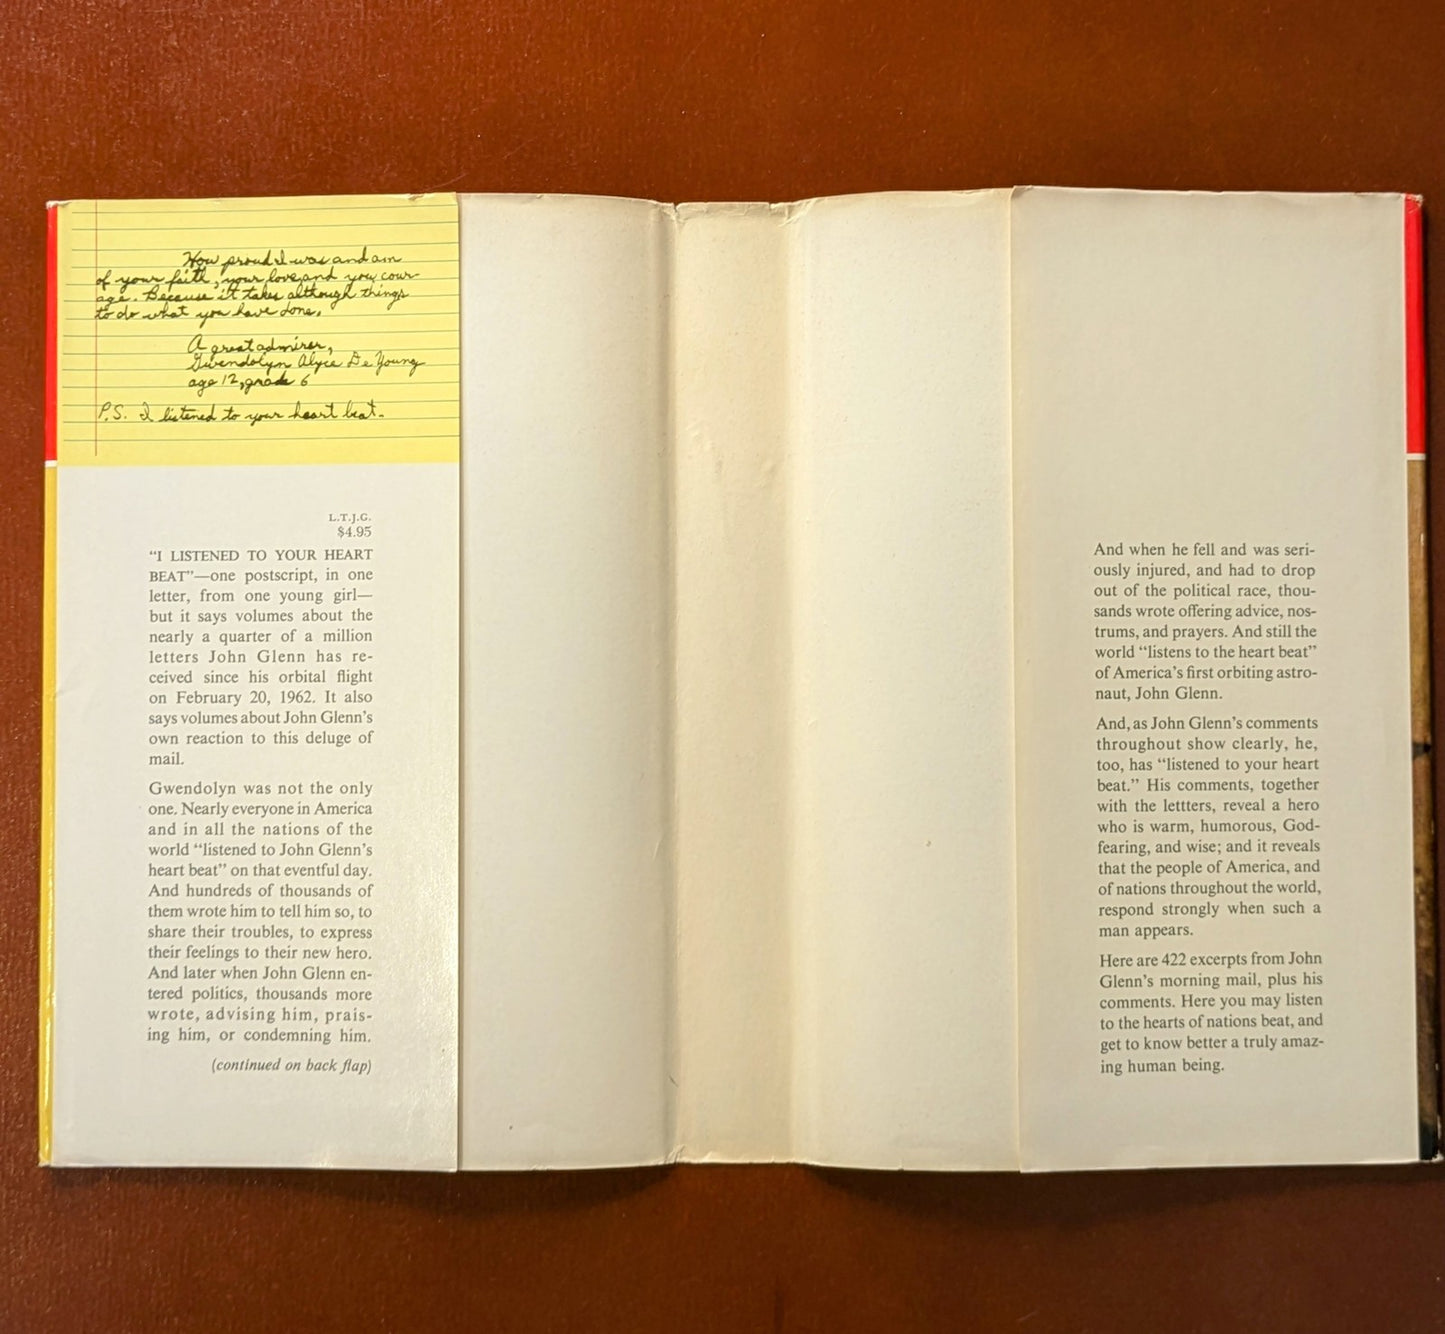 How proud I was and am
of your faith, your love, and you cour-
age. Because it takes although things
to do what you have done.
A great admirer,
Gwendolyn Alyce De Young
age 12, grade 6
P.S. I listened to your heart beat.
L.T.J.G.
$4.95
“I LISTENED TO YOUR HEART
BEAT”—one postscript, in one
letter, from one young girl—
but it says volumes about the
nearly a quarter of a million
letters John Glenn has re-
ceived since his orbital flight
on February 20, 1962. It also
says volumes about John Glenn’s
own reaction to this deluge of
mail.
Gwendolyn was not the only
one. Nearly everyone in America
and in all the nations of the
world “listened to John Glenn’s
heart beat” on that eventful day.
And hundreds of thousands of
them wrote him to tell him so, to
share their troubles, to express
their feelings to their new hero.
And later when John Glenn en-
tered politics, thousands more
wrote, advising him, prais-
ing him, or condemning him.
(continued on back flap)
And when he fell and was seri-
ously injured, and had to drop
out of the political race, thou-
sands wrote offering advice, nos-
trums, and prayers. And still the
world “listens to the heart beat”
of America’s first orbiting astro-
naut, John Glenn.
And, as John Glenn’s comments
throughout show clearly, he,
too, has “listened to your heart
beat.” His comments, together
with the lettters, reveal a hero
who is warm, humorous, God-
fearing, and wise; and it reveals
that the people of America, and
of nations throughout the world,
respond strongly when such a
man appears.
Here are 422 excerpts from John
Glenn’s morning mail, plus his
comments. Here you may listen
to the hearts of nations beat, and
get to know better a truly amaz-
ing human being.